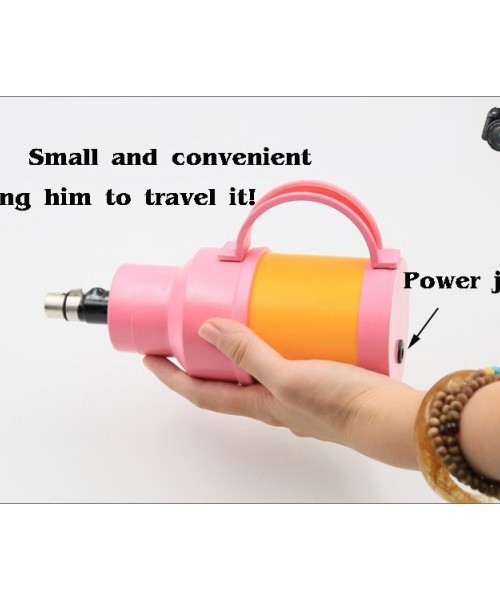 Small and convenient
ng him to travel it!
Power j